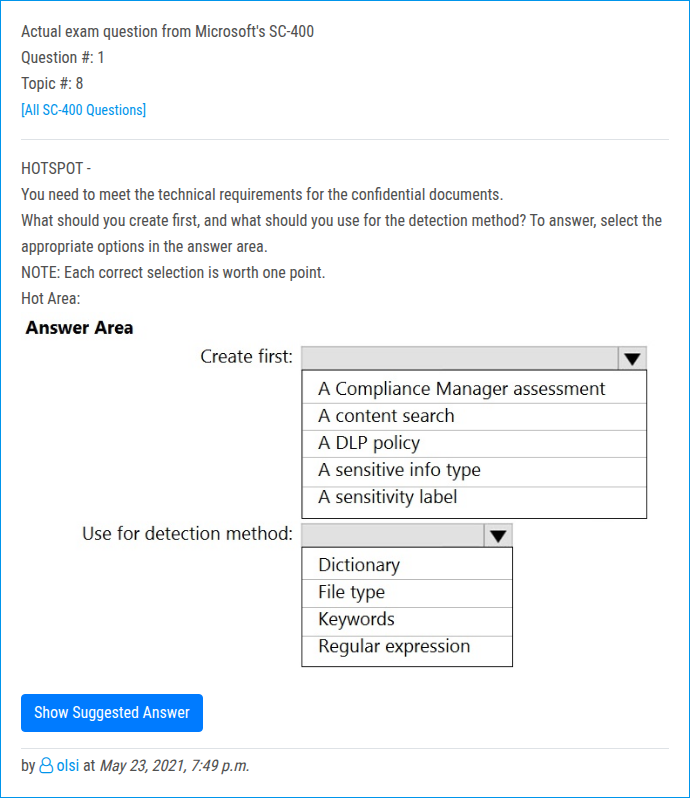 Actual exam question from Microsoft's SC-400
Question #: 1
Topic #: 8
[All SC-400 Questions]
HOTSPOT -
You need to meet the technical requirements for the confidential documents.
What should you create first, and what should you use for the detection method? To answer, select the
appropriate options in the answer area.
NOTE: Each correct selection is worth one point.
Hot Area:
Answer Area
Create first:
A Compliance Manager assessment
A content search
A DLP policy
A sensitive info type
A sensitivity label
Use for detection method:
Dictionary
File type
Keywords
Regular expression
Show Suggested Answer
by olsi at May 23, 2021, 7:49 p.m.